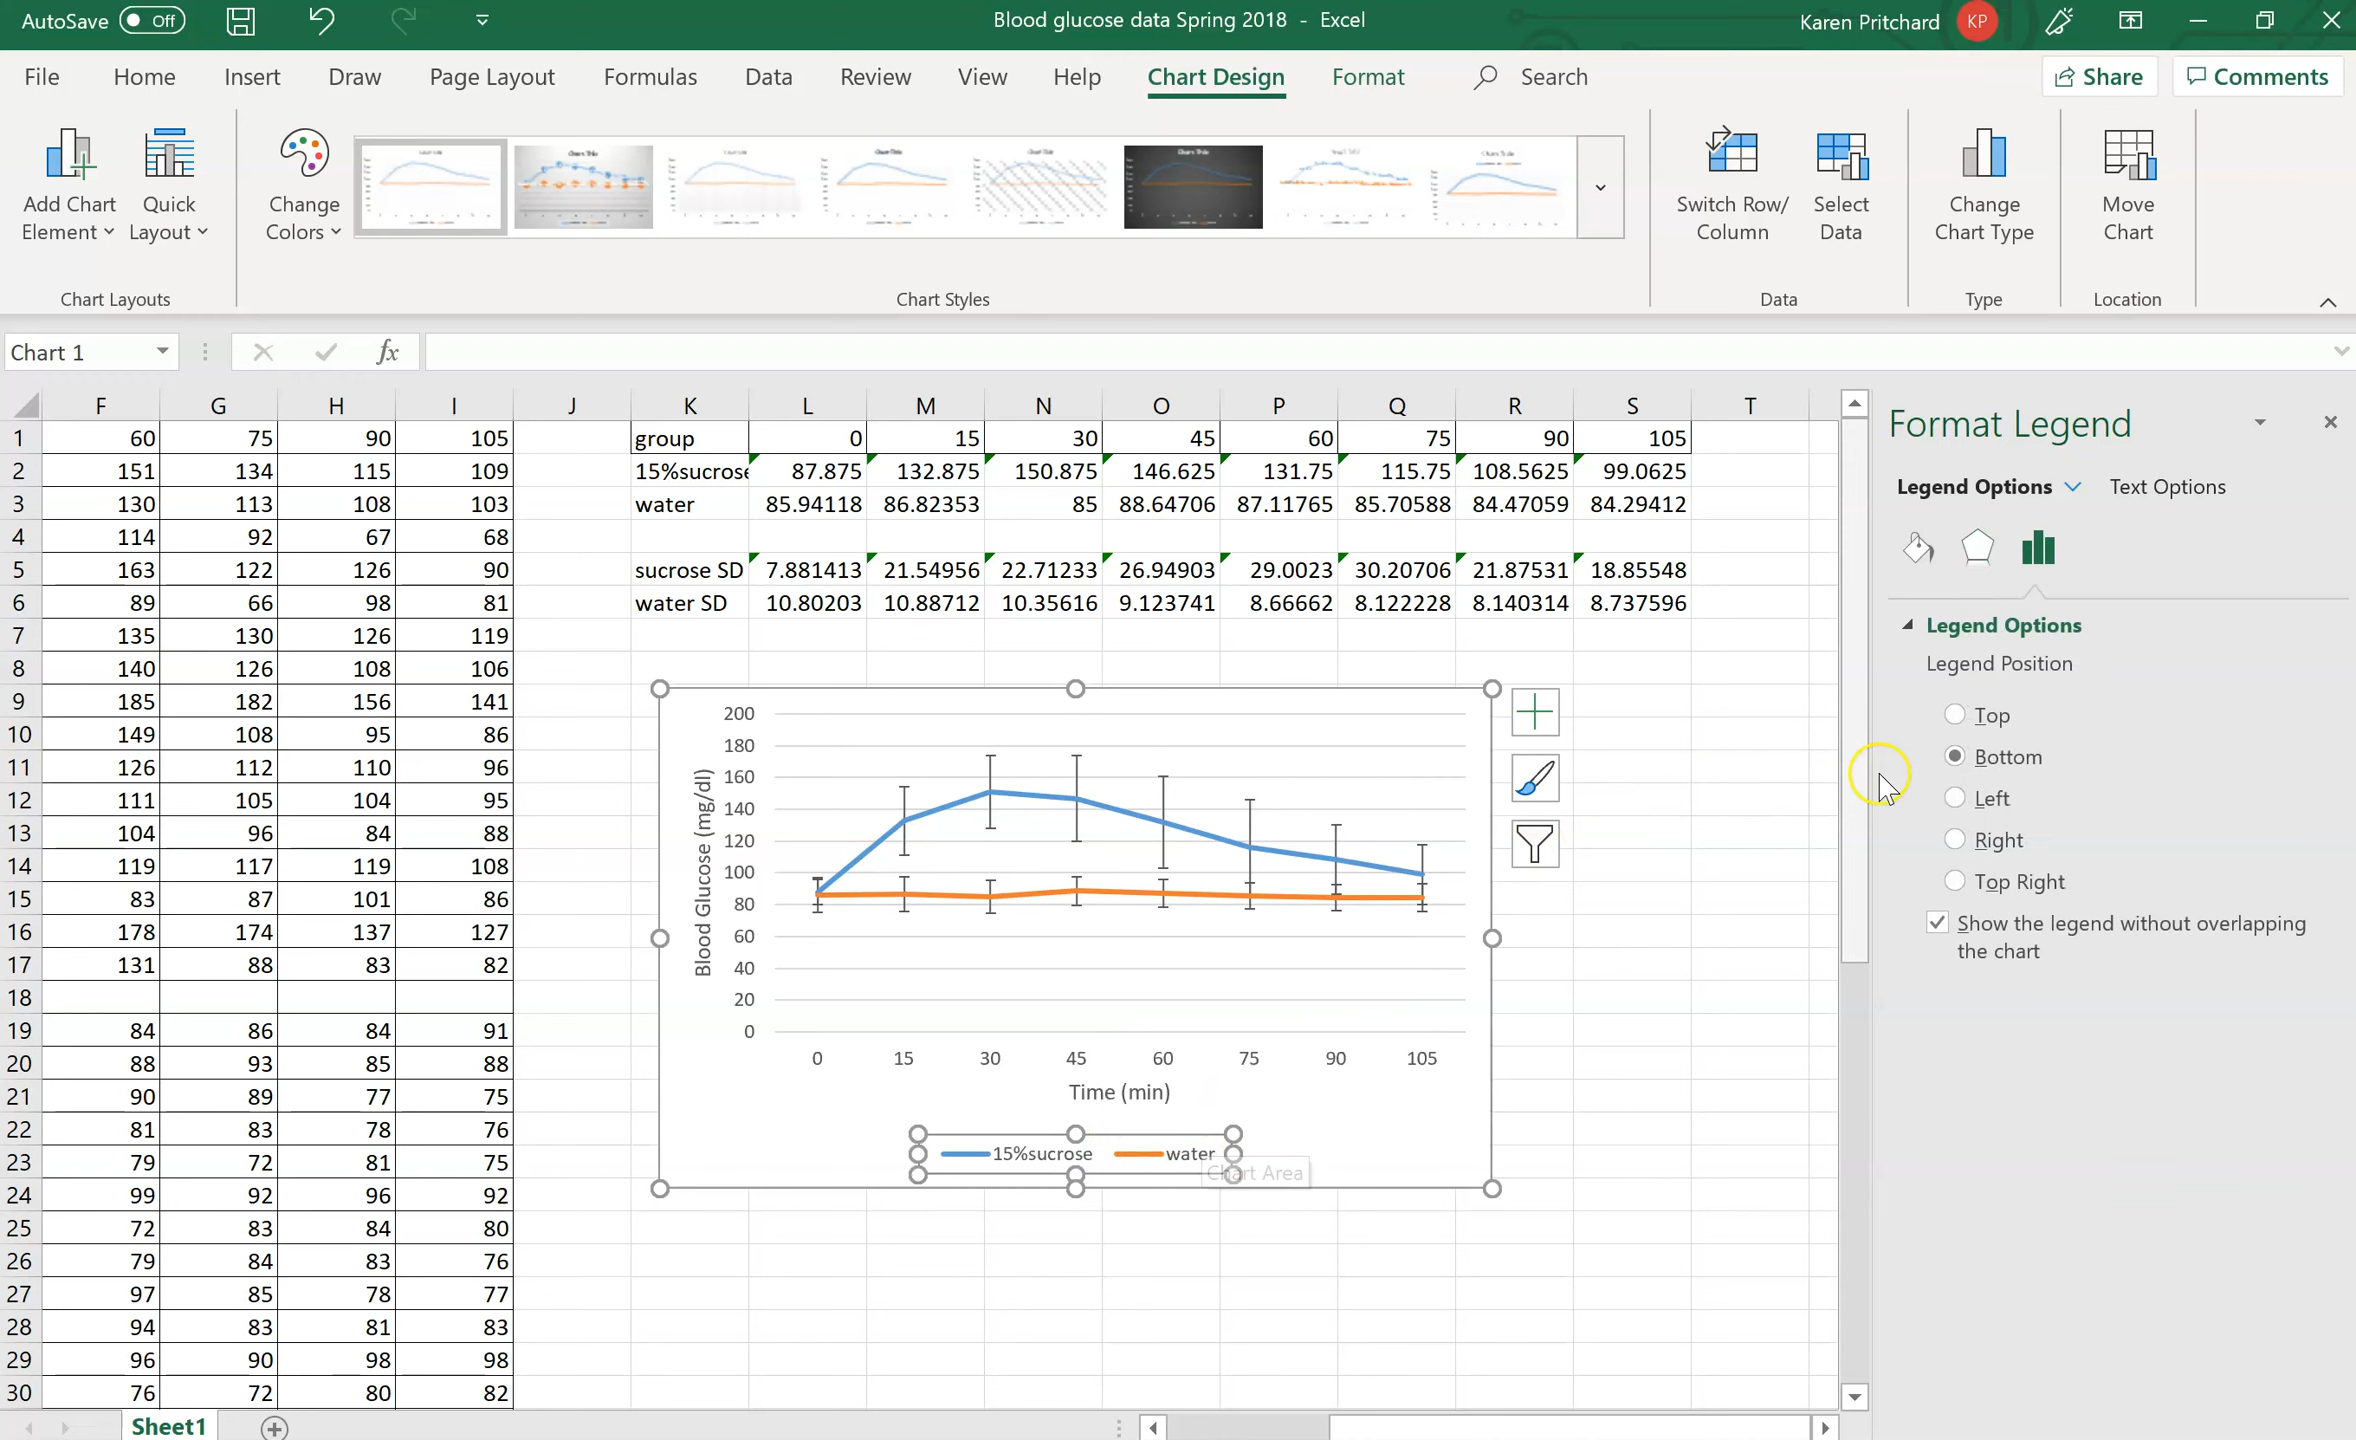 AutoSave Off
Blood glucose data Spring 2018 - Excel
Karen Pritchard KP
File Home Insert Draw Page Layout Formulas Data Review View Help Chart Design Format Search Share Comments
Add Chart Element
Quick Layout
Chart Layouts
Change Colors
Chart Styles
Switch Row/ Column
Select Data
Data
Change Chart Type
Type
Move Chart
Location
Chart 1 fx
F G H I J K L M N O P Q R S T
1 60 75 90 105 group 0 15 30 45 60 75 90 105
2 151 134 115 109 15%sucrose 87.875 132.875 150.875 146.625 131.75 115.75 108.5625 99.0625
3 130 113 108 103 water 85.94118 86.82353 85 88.64706 87.11765 85.70588 84.47059 84.29412
4 114 92 67 68
5 163 122 126 90 sucrose SD 7.881413 21.54956 22.71233 26.94903 29.0023 30.20706 21.87531 18.85548
6 89 66 98 81 water SD 10.80203 10.88712 10.35616 9.123741 8.66662 8.122228 8.140314 8.737596
7 135 130 126 119
8 140 126 108 106
9 185 182 156 141
10 149 108 95 86
11 126 112 110 96
12 111 105 104 95
13 104 96 84 88
14 119 117 119 108
15 83 87 101 86
16 178 174 137 127
17 131 88 83 82
18
19 84 86 84 91
20 88 93 85 88
21 90 89 77 75
22 81 83 78 76
23 79 72 81 75
24 99 92 96 92
25 72 83 84 80
26 79 84 83 76
27 97 85 78 77
28 94 83 81 83
29 96 90 98 98
30 76 72 80 82
Blood Glucose (mg/dl)
200
180
160
140
120
100
80
60
40
20
0
0 15 30 45 60 75 90 105
Time (min)
15%sucrose water
Chart Area
Format Legend
Legend Options Text Options
Legend Options
Legend Position
Top
Bottom
Left
Right
Top Right
Show the legend without overlapping
the chart
Sheet1